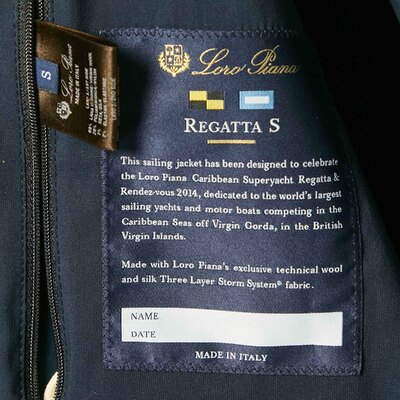 Loro Piana
MADE IN ITALY
S
Loro Piana
REGATTA S
This sailing jacket has been designed to celebrate
the Loro Piana Caribbean Superyacht Regatta &
Rendez-vous 2014, dedicated to the world's largest
sailing yachts and motor boats competing in the
Caribbean Seas off Virgin Gorda, in the British
Virgin Islands.
Made with Loro Piana's exclusive technical wool
and silk Three Layer Storm System® fabric.
NAME
DATE
MADE IN ITALY